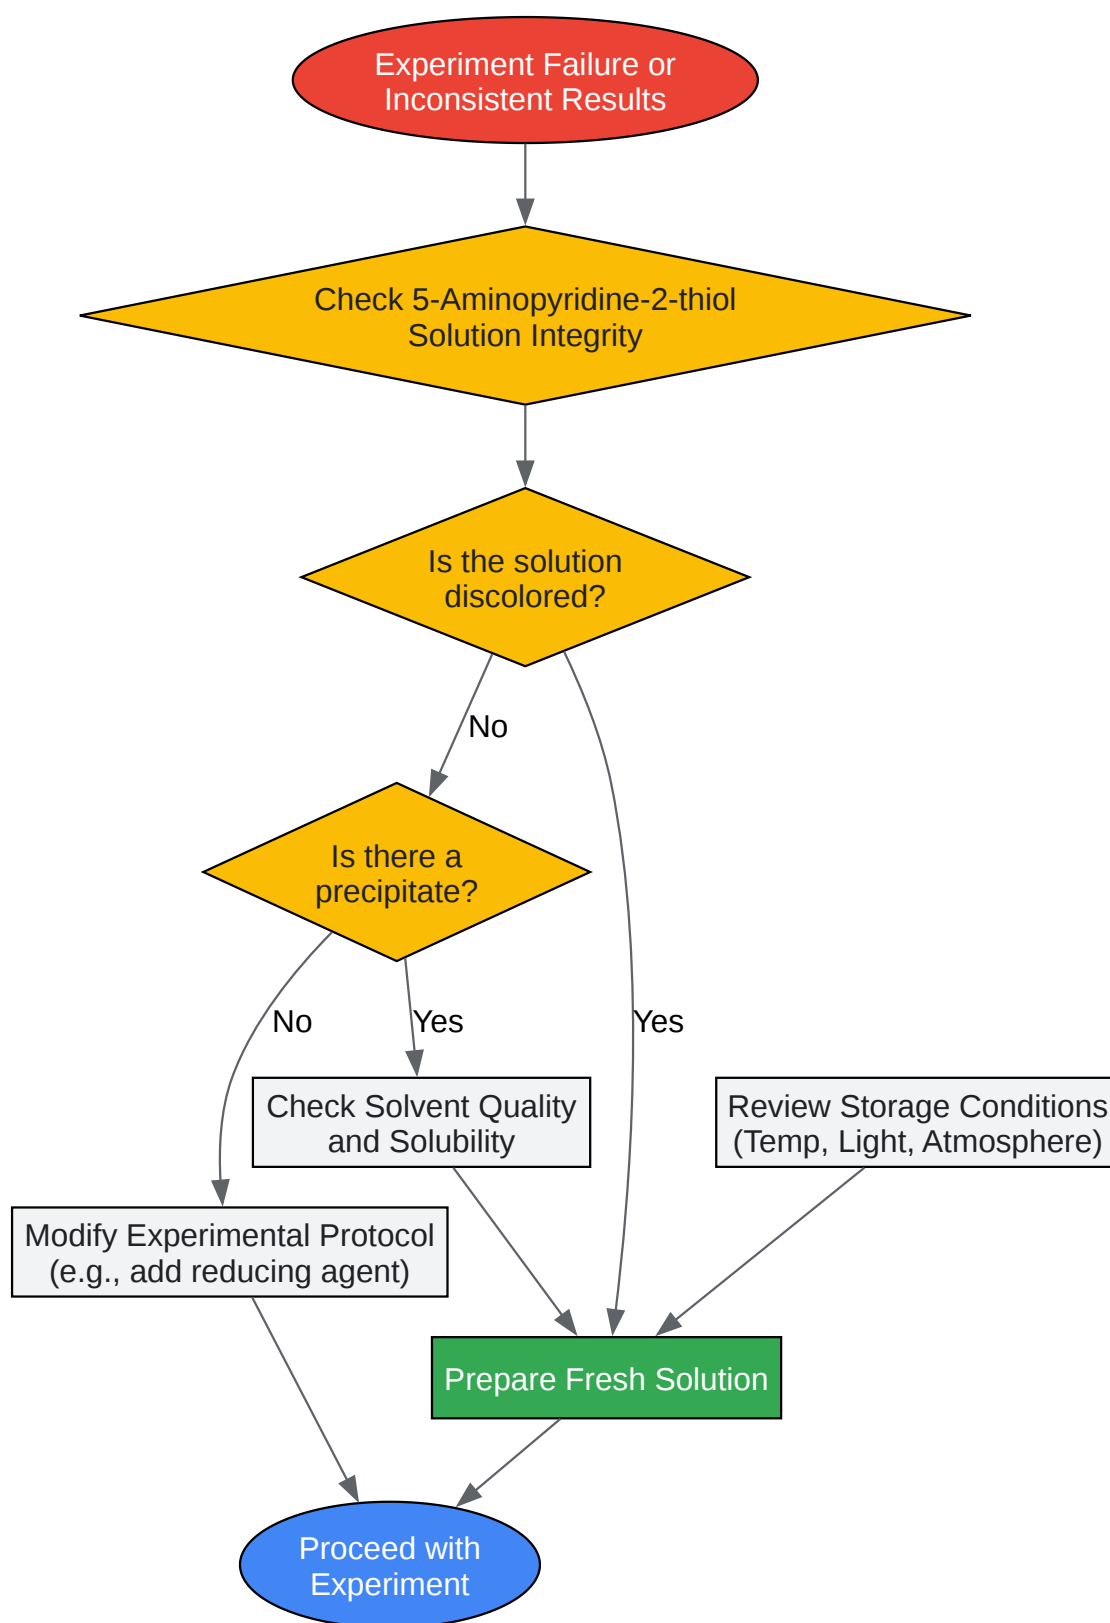 Experiment Failure or
Inconsistent Results
Check 5-Aminopyridine-2-thiol
Solution Integrity
Is the solution
discolored?
No
Is there a
precipitate?
No
Yes
Yes
Check Solvent Quality
and Solubility
Review Storage Conditions
(Temp, Light, Atmosphere)
Modify Experimental Protocol
(e.g., add reducing agent)
Prepare Fresh Solution
Proceed with
Experiment